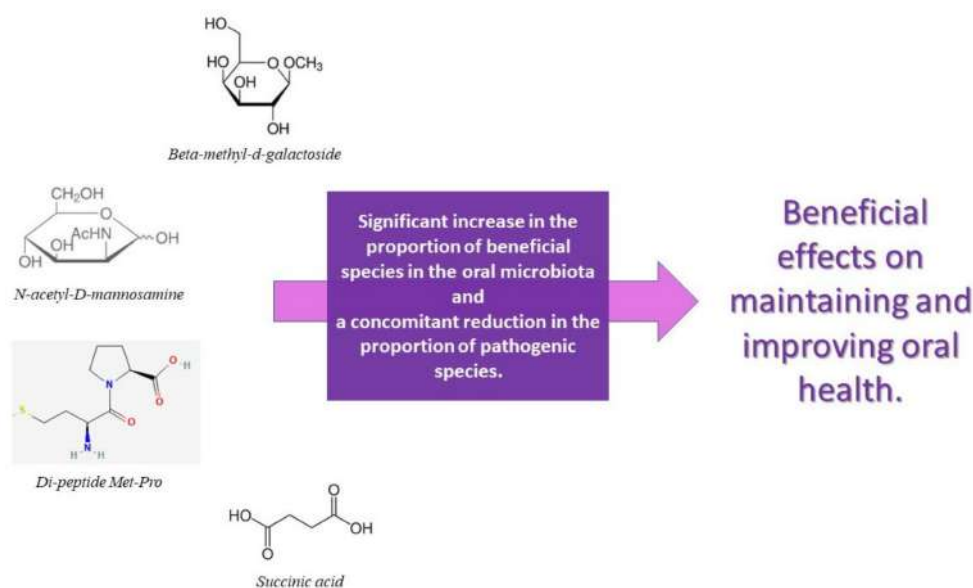 HO
HO
O
OCH3
OH
OH
Beta-methyl-d-galactoside
CH2OH
O
AcHN
OH
OH
OH
N-acetyl-D-mannosamine
O
H
N
O
S
O
N
H
H
Di-peptide Met-Pro
O
HO
OH
O
Succinic acid
Significant increase in the
proportion of beneficial
species in the oral microbiota
and
a concomitant reduction in the
proportion of pathogenic
species.
Beneficial
effects on
maintaining and
improving oral
health.